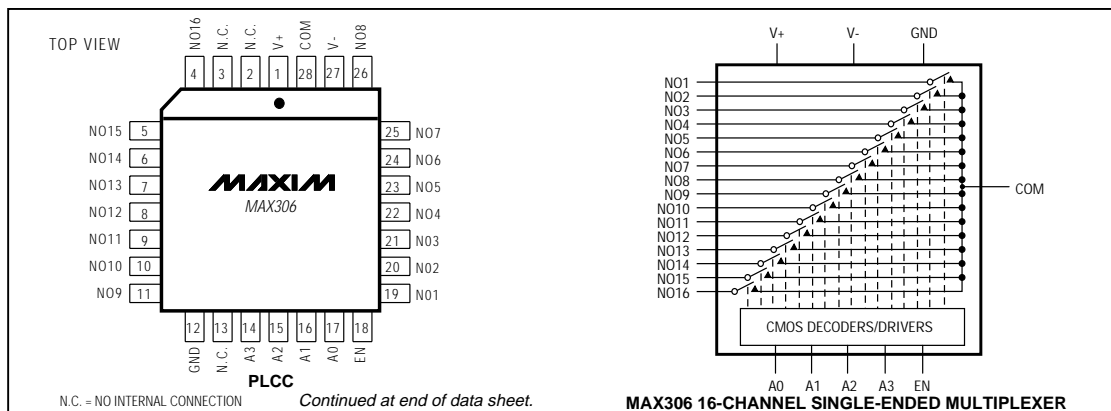 TOP VIEW
NO16
N.C.
N.C.
V+
COM
V-
NO8
4
3
2
1
28
27
26
NO15 5
NO14 6
NO13 7
NO12 8
NO11 9
NO10 10
NO9 11
MAXIM
MAX306
25 NO7
24 NO6
23 NO5
22 NO4
21 NO3
20 NO2
19 NO1
12
13
14
15
16
17
18
GND
N.C.
A3
A2
A1
A0
EN
PLCC
N.C. = NO INTERNAL CONNECTION
Continued at end of data sheet.
V+
V-
GND
NO1
NO2
NO3
NO4
NO5
NO6
NO7
NO8
NO9
NO10
NO11
NO12
NO13
NO14
NO15
NO16
COM
CMOS DECODERS/DRIVERS
A0
A1
A2
A3
EN
MAX306 16-CHANNEL SINGLE-ENDED MULTIPLEXER